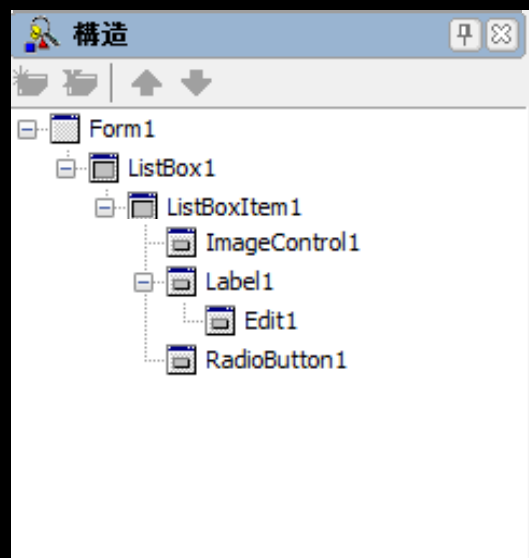 構造
Form1
ListBox1
ListBoxItem1
ImageControl1
Label1
Edit1
RadioButton1